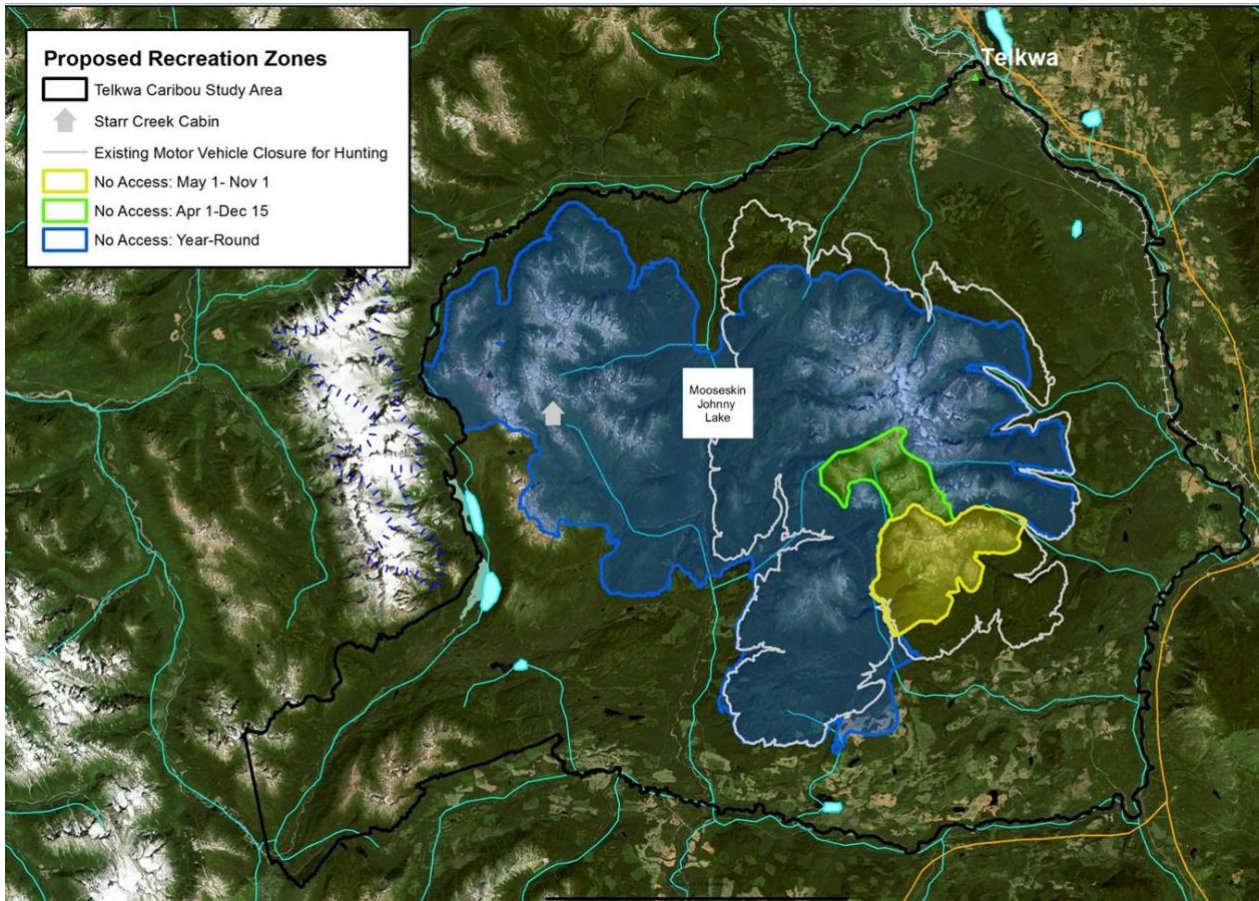 Proposed Recreation Zones
Telkwa Caribou Study Area
Starr Creek Cabin
Existing Motor Vehicle Closure for Hunting
No Access: May 1- Nov 1
No Access: Apr 1-Dec 15
No Access: Year-Round
Telkwa
Mooseskin
Johnny
Lake